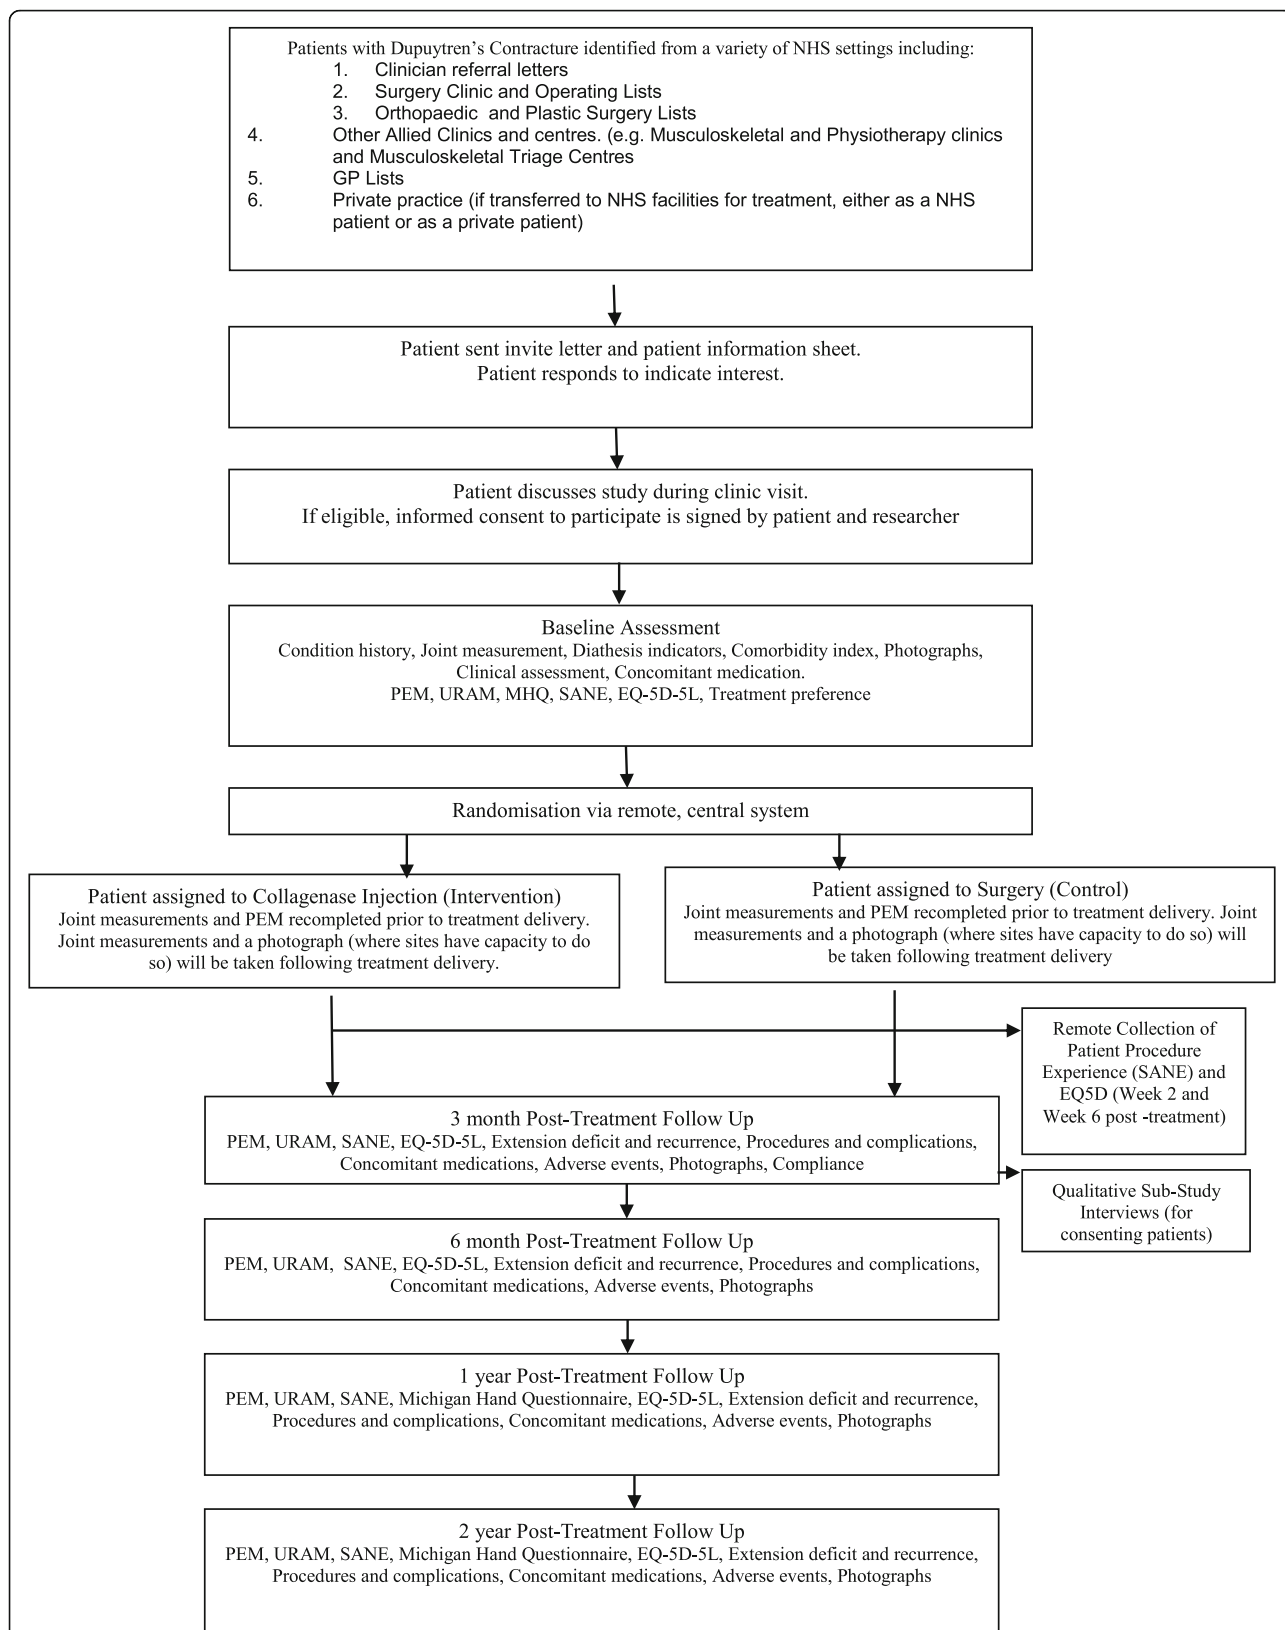 Patients with Dupuytren's Contracture identified from a variety of NHS settings including:
1. Clinician referral letters
2. Surgery Clinic and Operating Lists
3. Orthopaedic and Plastic Surgery Lists
4. Other Allied Clinics and centres. (e.g. Musculoskeletal and Physiotherapy clinics
and Musculoskeletal Triage Centres
5. GP Lists
6. Private practice (if transferred to NHS facilities for treatment, either as a NHS
patient or as a private patient)
Patient sent invite letter and patient information sheet.
Patient responds to indicate interest.
Patient discusses study during clinic visit.
If eligible, informed consent to participate is signed by patient and researcher
Baseline Assessment
Condition history, Joint measurement, Diathesis indicators, Comorbidity index, Photographs,
Clinical assessment, Concomitant medication.
PEM, URAM, MHQ, SANE, EQ-5D-5L, Treatment preference
Randomisation via remote, central system
Patient assigned to Collagenase Injection (Intervention)
Joint measurements and PEM recompleted prior to treatment delivery.
Joint measurements and a photograph (where sites have capacity to do
so) will be taken following treatment delivery.
Patient assigned to Surgery (Control)
Joint measurements and PEM recompleted prior to treatment delivery. Joint
measurements and a photograph (where sites have capacity to do so) will
be taken following treatment delivery
Remote Collection of
Patient Procedure
Experience (SANE) and
EQ5D (Week 2 and
Week 6 post -treatment)
3 month Post-Treatment Follow Up
PEM, URAM, SANE, EQ-5D-5L, Extension deficit and recurrence, Procedures and complications,
Concomitant medications, Adverse events, Photographs, Compliance
Qualitative Sub-Study
Interviews (for
consenting patients)
6 month Post-Treatment Follow Up
PEM, URAM, SANE, EQ-5D-5L, Extension deficit and recurrence, Procedures and complications,
Concomitant medications, Adverse events, Photographs
1 year Post-Treatment Follow Up
PEM, URAM, SANE, Michigan Hand Questionnaire, EQ-5D-5L, Extension deficit and recurrence,
Procedures and complications, Concomitant medications, Adverse events, Photographs
2 year Post-Treatment Follow Up
PEM, URAM, SANE, Michigan Hand Questionnaire, EQ-5D-5L, Extension deficit and recurrence,
Procedures and complications, Concomitant medications, Adverse events, Photographs